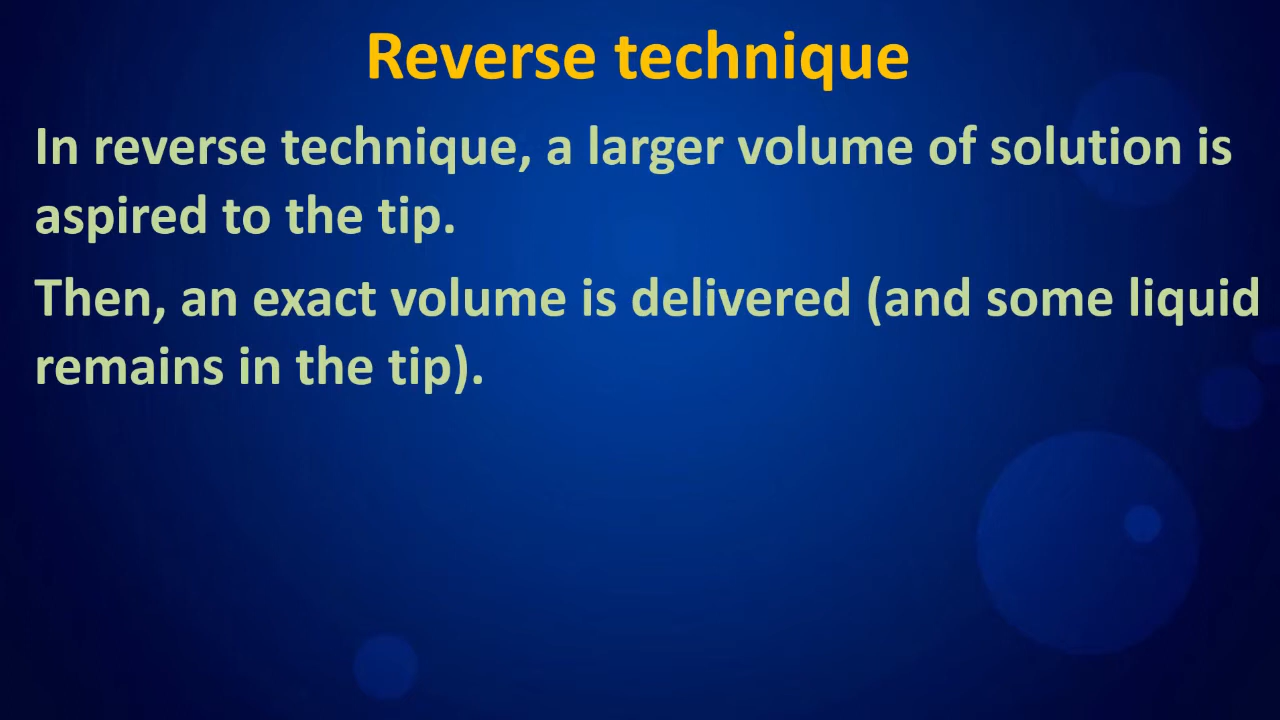 Reverse technique
In reverse technique, a larger volume of solution is
aspired to the tip.
Then, an exact volume is delivered (and some liquid
remains in the tip).